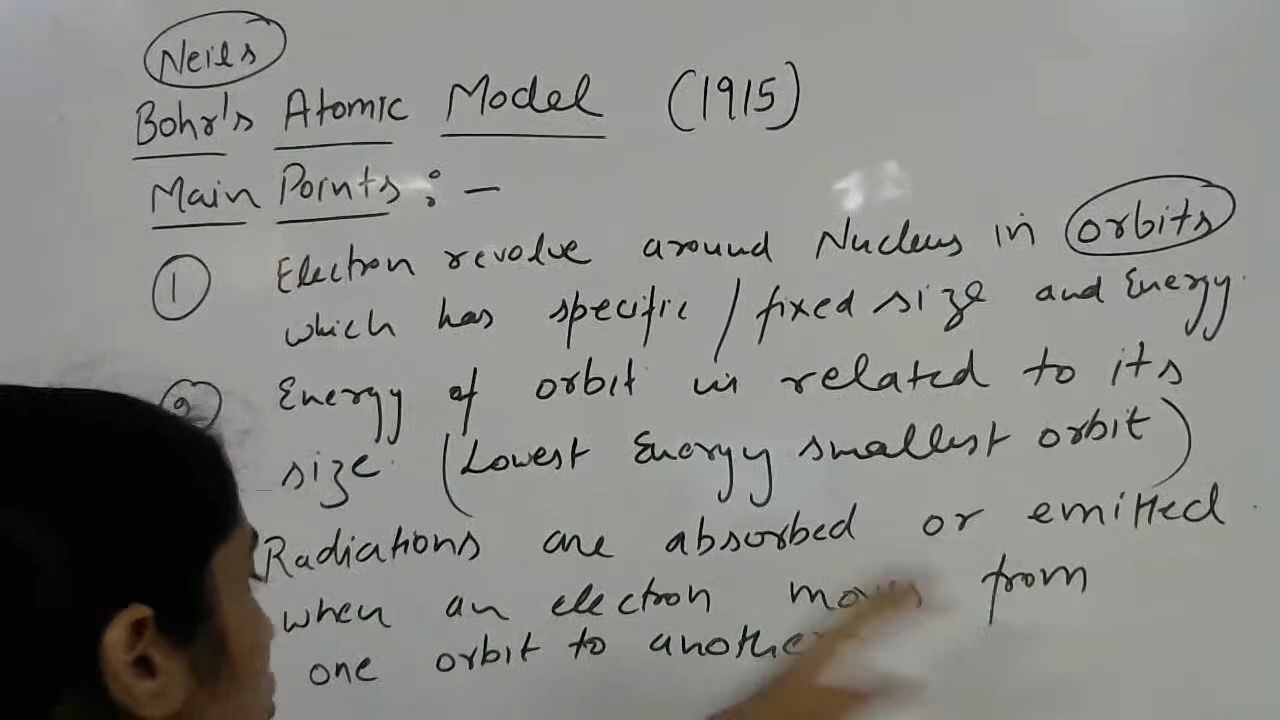 Neils
Bohr's Atomic Model (1915)
Main Points : -
1 Electron revolve around Nucleus in orbits
which has specific / fixed size and Energy.
2 Energy of orbit is related to its
size. (Lowest Energy smallest orbit)
Radiations are absorbed or emitted
when an electron from
one orbit to another